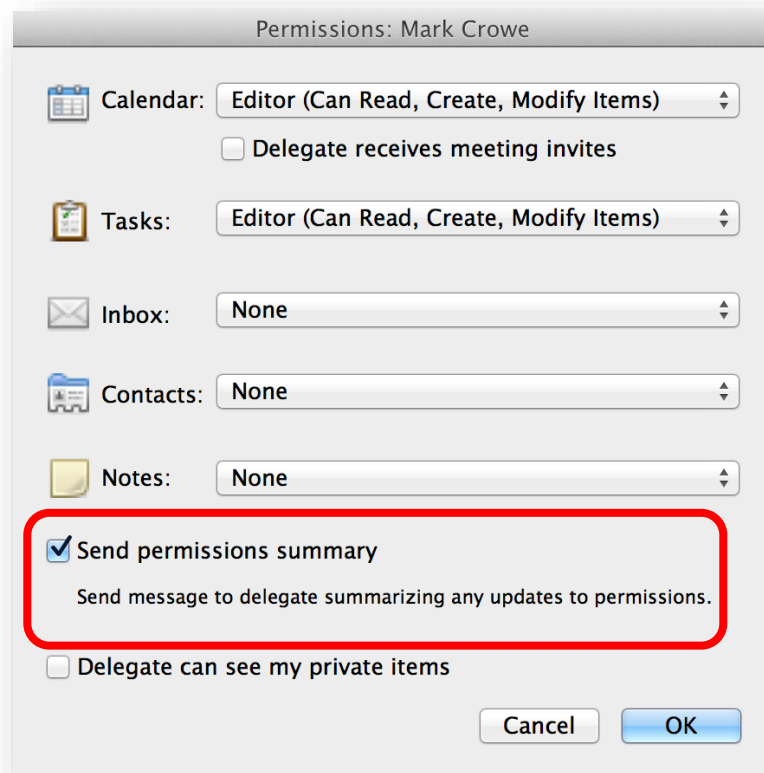 Permissions: Mark Crowe
Calendar: Editor (Can Read, Create, Modify Items)
Delegate receives meeting invites
Tasks: Editor (Can Read, Create, Modify Items)
Inbox: None
Contacts: None
Notes: None
Send permissions summary
Send message to delegate summarizing any updates to permissions.
Delegate can see my private items
Cancel OK